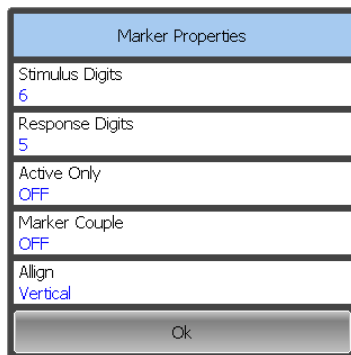 Marker Properties
Stimulus Digits
6
Response Digits
5
Active Only
OFF
Marker Couple
OFF
Allign
Vertical
Ok